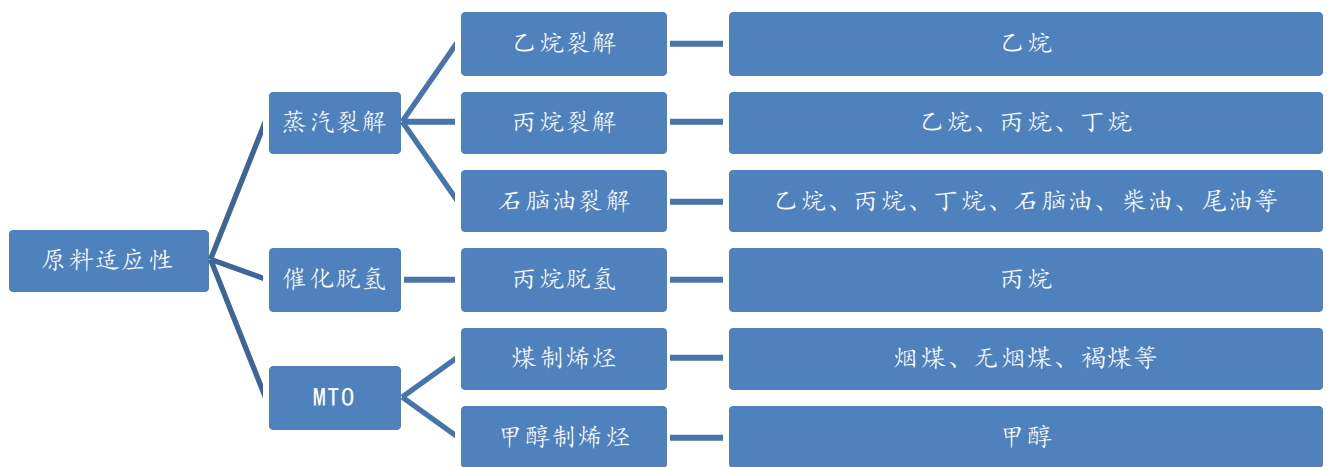 原料适应性
蒸汽裂解
乙烷裂解
乙烷
丙烷裂解
乙烷、丙烷、丁烷
石脑油裂解
乙烷、丙烷、丁烷、石脑油、柴油、尾油等
催化脱氢
丙烷脱氢
丙烷
MTO
煤制烯烃
烟煤、无烟煤、褐煤等
甲醇制烯烃
甲醇